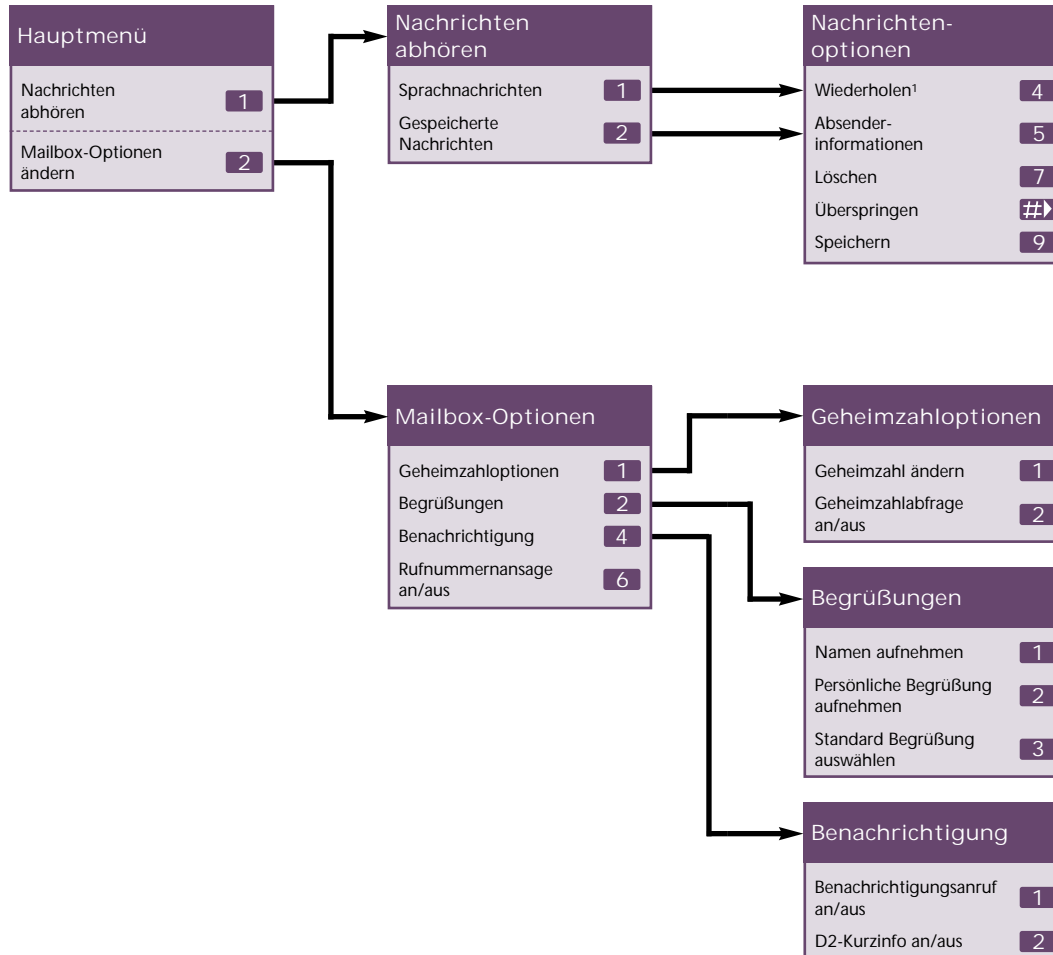 Hauptmenü
Nachrichten
abhören
1
Mailbox-Optionen
ändern
2
Nachrichten
abhören
Sprachnachrichten
1
Gespeicherte
Nachrichten
2
Nachrichten-
optionen
Wiederholen¹
4
Absender-
informationen
5
Löschen
7
Überspringen
#
Speichern
9
Mailbox-Optionen
Geheimzahloptionen
1
Begrüßungen
2
Benachrichtigung
4
Rufnummernansage
an/aus
6
Geheimzahloptionen
Geheimzahl ändern
1
Geheimzahlabfrage
an/aus
2
Begrüßungen
Namen aufnehmen
1
Persönliche Begrüßung
aufnehmen
2
Standard Begrüßung
auswählen
3
Benachrichtigung
Benachrichtigungsanruf
an/aus
1
D2-Kurzinfo an/aus
2